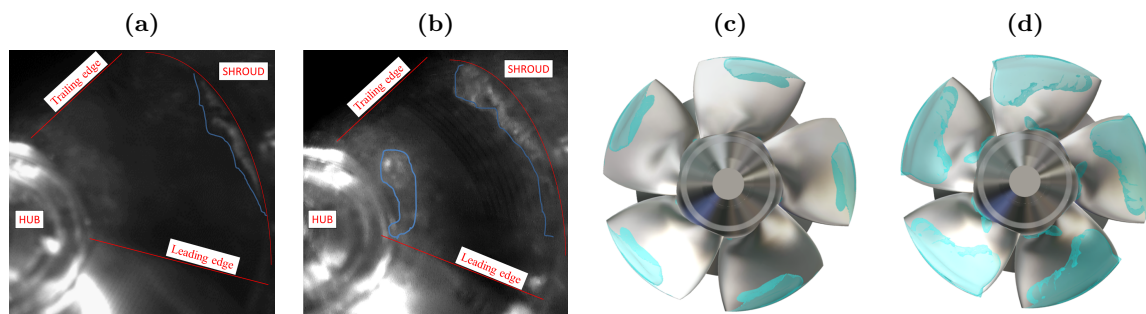 (a)
(b)
(c)
(d)
Trailing edge
SHROUD
HUB
Leading edge
Trailing edge
SHROUD
HUB
Leading edge